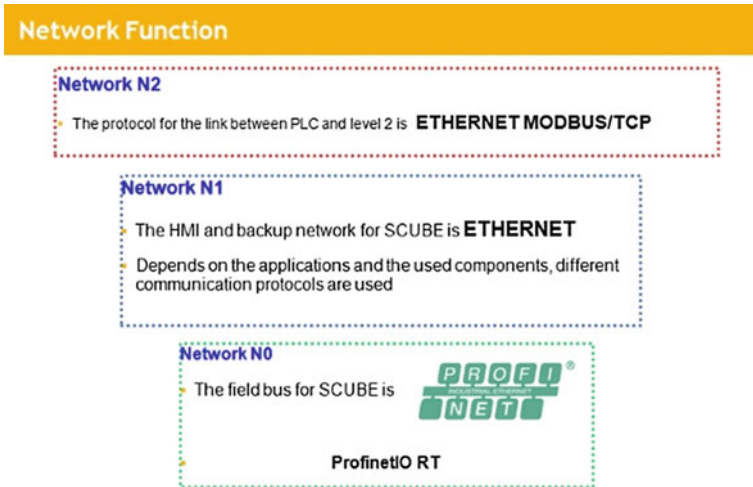 Network Function
Network N2
The protocol for the link between PLC and level 2 is ETHERNET MODBUS/TCP
Network N1
The HMI and backup network for SCUBE is ETHERNET
Depends on the applications and the used components, different
communication protocols are used
Network N0
The field bus for SCUBE is
PROFI®
INDUSTRIAL ETHERNET
NET
ProfinetIO RT